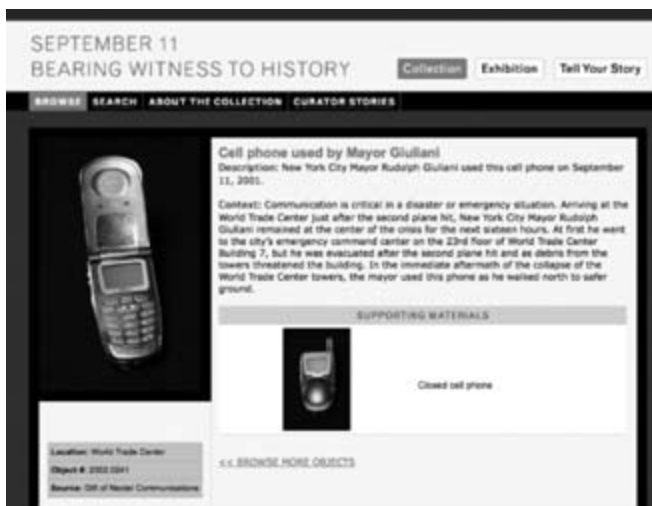 SEPTEMBER 11
BEARING WITNESS TO HISTORY
Collection Exhibition Tell Your Story
BROWSE SEARCH ABOUT THE COLLECTION CURATOR STORIES
Cell phone used by Mayor Giuliani
Description: New York City Mayor Rudolph Giuliani used this cell phone on September
11, 2001.
Context: Communication is critical in a disaster or emergency situation. Arriving at the
World Trade Center just after the second plane hit, New York City Mayor Rudolph
Giuliani remained at the center of the crisis for the next sixteen hours. At first he went
to the city's emergency command center on the 23rd floor of World Trade Center
Building 7, but he was evacuated after the second plane hit and as debris from the
towers threatened the building. In the immediate aftermath of the collapse of the
World Trade Center towers, the mayor used this phone as he walked north to safer
ground.
SUPPORTING MATERIALS
Closed cell phone
Location: World Trade Center
Object #: 2002.0241
Source: Gift of Nextel Communications
<< BROWSE MORE OBJECTS